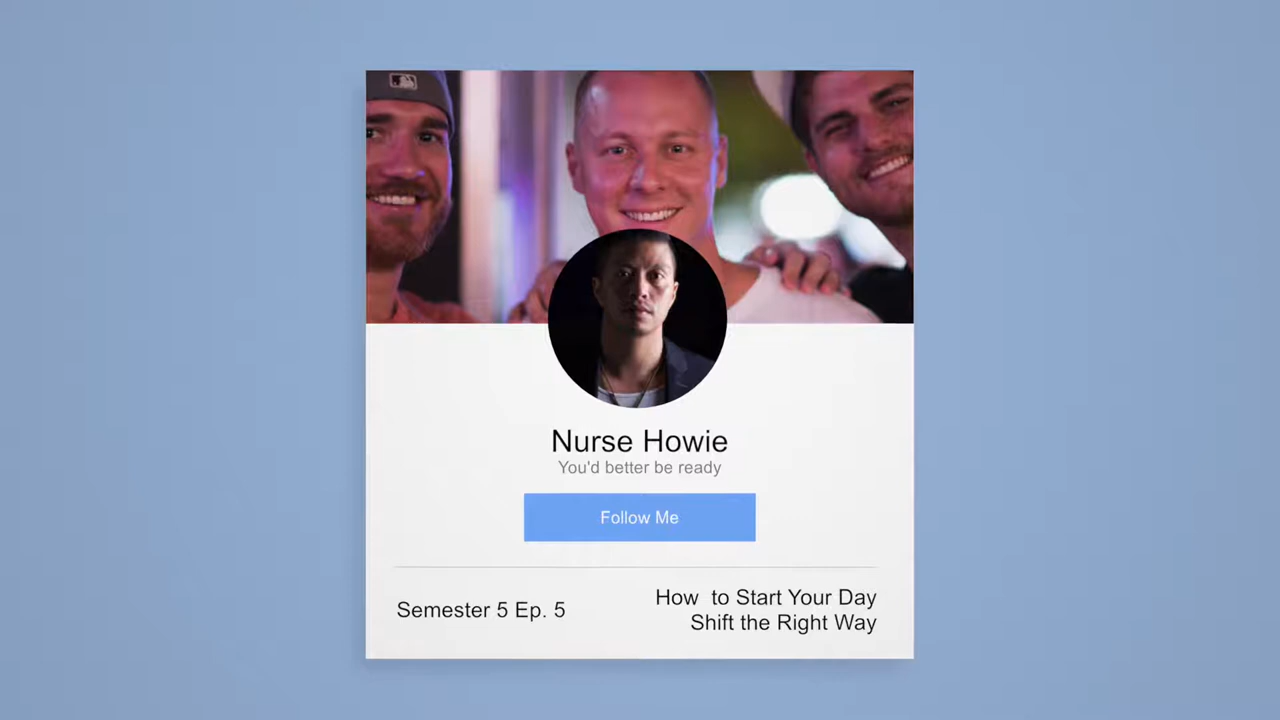 Nurse Howie
You'd better be ready
Follow Me
Semester 5 Ep. 5
How  to Start Your Day
Shift the Right Way